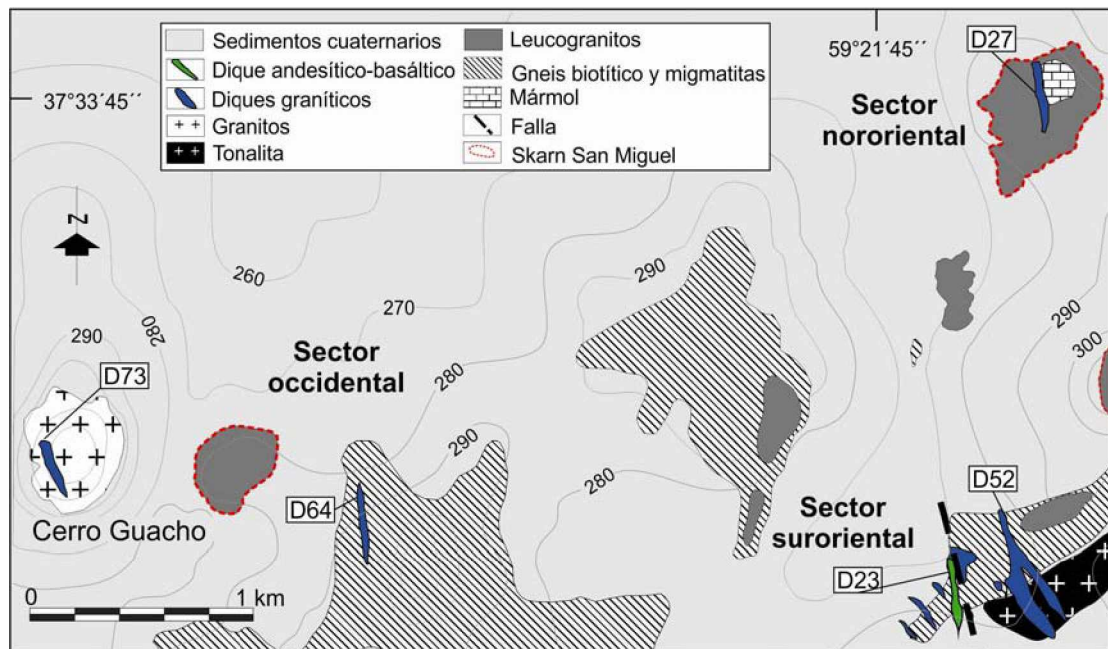 Sedimentos cuaternarios
Dique andesítico-basáltico
Diques graníticos
Granitos
Tonalita
Leucogranitos
Gneis biotítico y migmatitas
Mármol
Falla
Skarn San Miguel
59°21´45´´
37°33´45´´
D27
Sector
nororiental
N
260
290
270
280
290
290
300
Sector
occidental
D73
280
290
280
D64
D52
Cerro Guacho
Sector
suroriental
D23
0 1 km